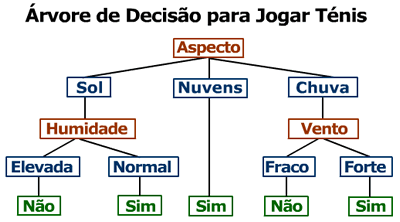 Árvore de Decisão para Jogar Ténis
Aspecto
Sol Nuvens Chuva
Humidade Vento
Elevada Normal Fraco Forte
Não Sim Sim Não Sim